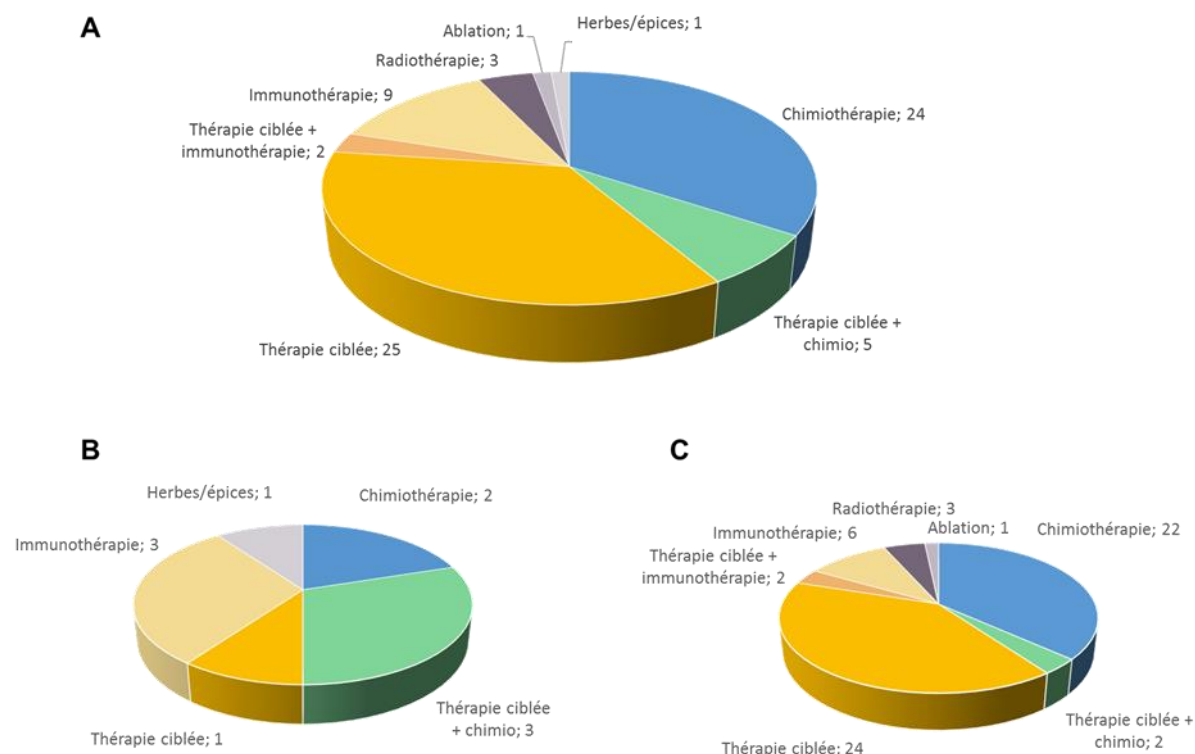 A
Herbes/épices; 1
Ablation; 1
Radiothérapie; 3
Immunothérapie; 9
Chimiothérapie; 24
Thérapie ciblée +
immunothérapie; 2
Thérapie ciblée +
chimio; 5
Thérapie ciblée; 25
B
Herbes/épices; 1
Chimiothérapie; 2
Immunothérapie; 3
Thérapie ciblée
+ chimio; 3
Thérapie ciblée; 1
C
Radiothérapie; 3
Ablation; 1
Chimiothérapie; 22
Immunothérapie; 6
Thérapie ciblée +
immunothérapie; 2
Thérapie ciblée +
chimio; 2
Thérapie ciblée; 24